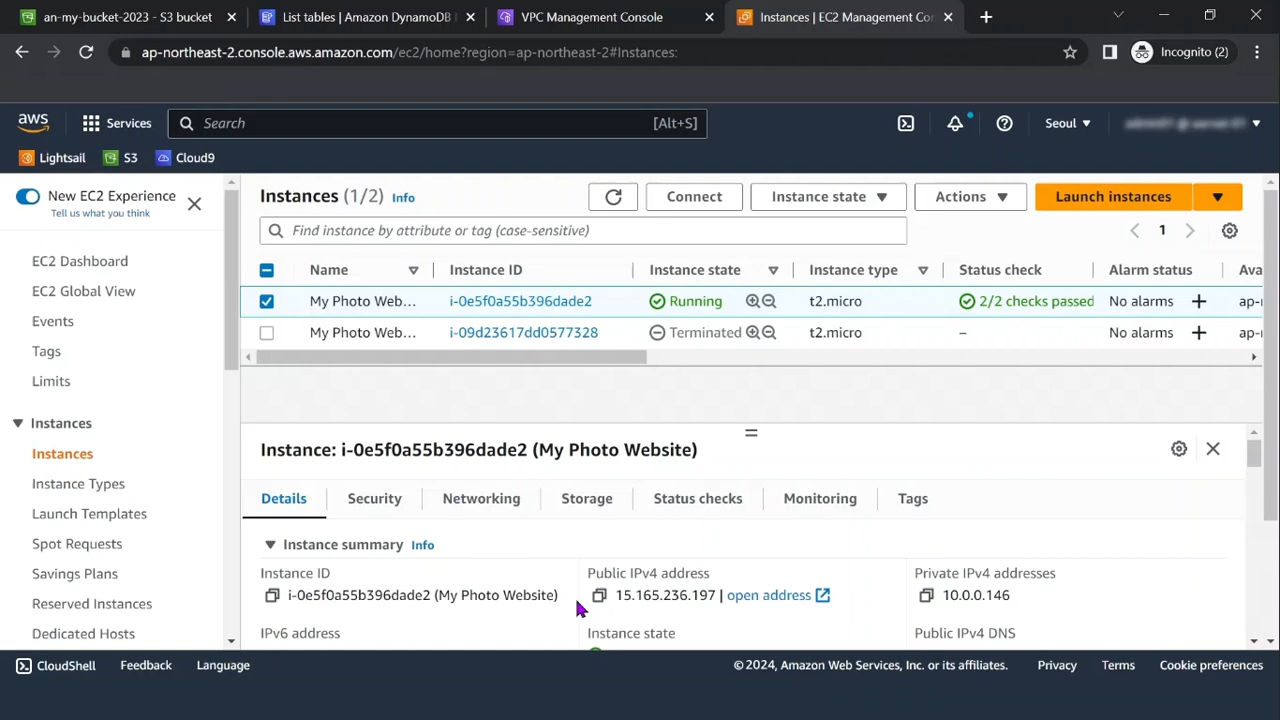 an-my-bucket-2023 - S3 bucket
List tables | Amazon DynamoDB
VPC Management Console
Instances | EC2 Management Co
ap-northeast-2.console.aws.amazon.com/ec2/home?region=ap-northeast-2#Instances:
Incognito (2)
aws
Services
Search
[Alt+S]
Seoul
Lightsail
S3
Cloud9
New EC2 Experience
Tell us what you think
EC2 Dashboard
EC2 Global View
Events
Tags
Limits
Instances
Instances
Instance Types
Launch Templates
Spot Requests
Savings Plans
Reserved Instances
Dedicated Hosts
Instances (1/2) Info
Connect
Instance state
Actions
Launch instances
Find instance by attribute or tag (case-sensitive)
1
Name Instance ID Instance state Instance type Status check Alarm status Ava
My Photo Web... i-0e5f0a55b396dade2 Running t2.micro 2/2 checks passed No alarms + ap-
My Photo Web... i-09d23617dd0577328 Terminated t2.micro – No alarms + ap-
Instance: i-0e5f0a55b396dade2 (My Photo Website)
Details Security Networking Storage Status checks Monitoring Tags
Instance summary Info
Instance ID
i-0e5f0a55b396dade2 (My Photo Website)
Public IPv4 address
15.165.236.197 | open address
Private IPv4 addresses
10.0.0.146
IPv6 address
Instance state
Public IPv4 DNS
CloudShell
Feedback
Language
© 2024, Amazon Web Services, Inc. or its affiliates.
Privacy
Terms
Cookie preferences